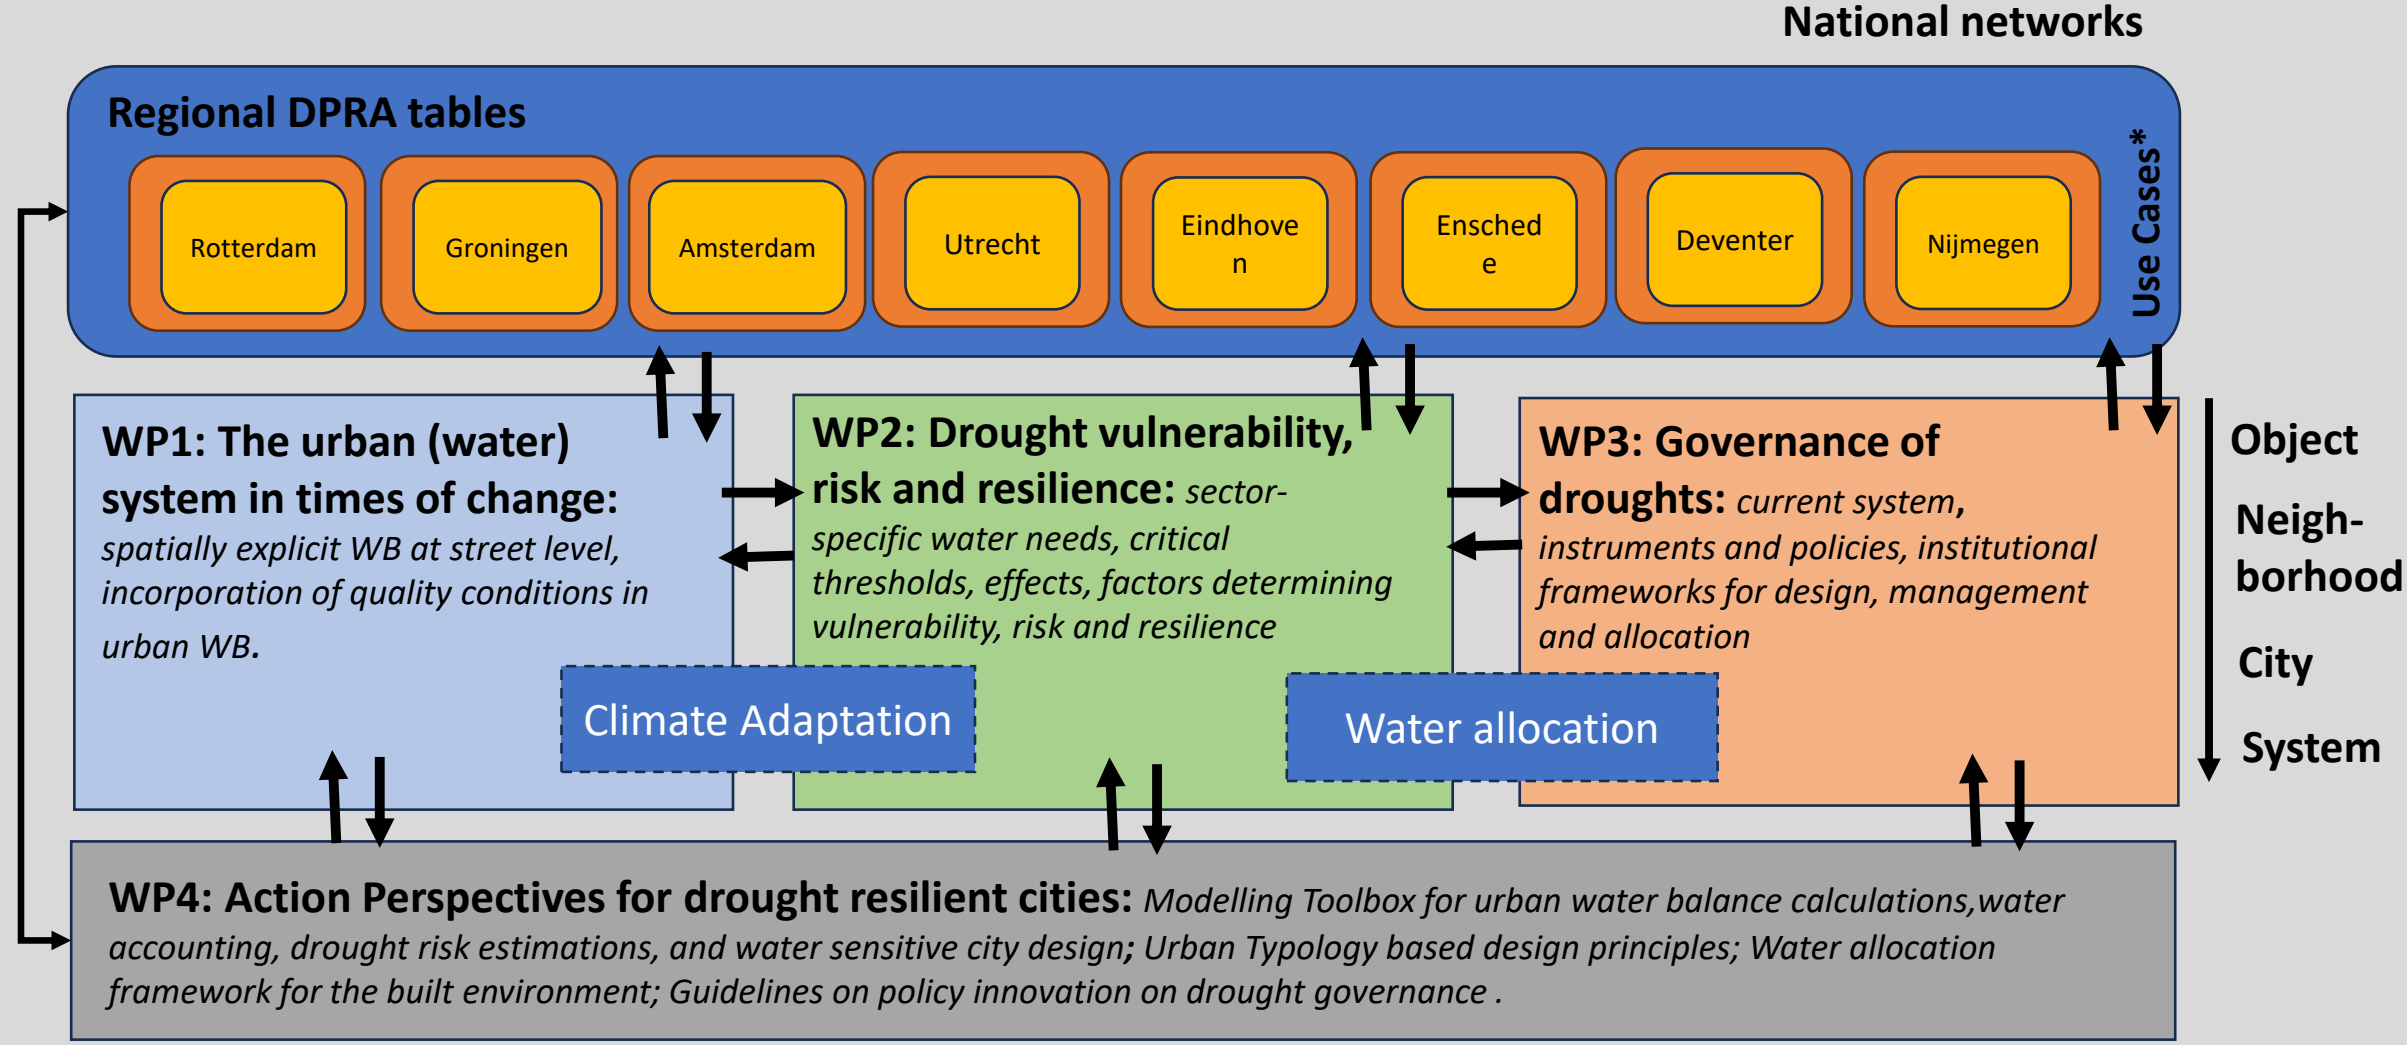 National networks
Regional DPRA tables
Use Cases*
Rotterdam
Groningen
Amsterdam
Utrecht
Eindhove
n
Ensched
e
Deventer
Nijmegen
WP1: The urban (water)
system in times of change:
spatially explicit WB at street level,
incorporation of quality conditions in
urban WB.
WP2: Drought vulnerability,
risk and resilience: sector-
specific water needs, critical
thresholds, effects, factors determining
vulnerability, risk and resilience
WP3: Governance of
droughts: current system,
instruments and policies, institutional
frameworks for design, management
and allocation
Object
Neigh-
borhood
City
System
Climate Adaptation
Water allocation
WP4: Action Perspectives for drought resilient cities: Modelling Toolbox for urban water balance calculations,water
accounting, drought risk estimations, and water sensitive city design; Urban Typology based design principles; Water allocation
framework for the built environment; Guidelines on policy innovation on drought governance .